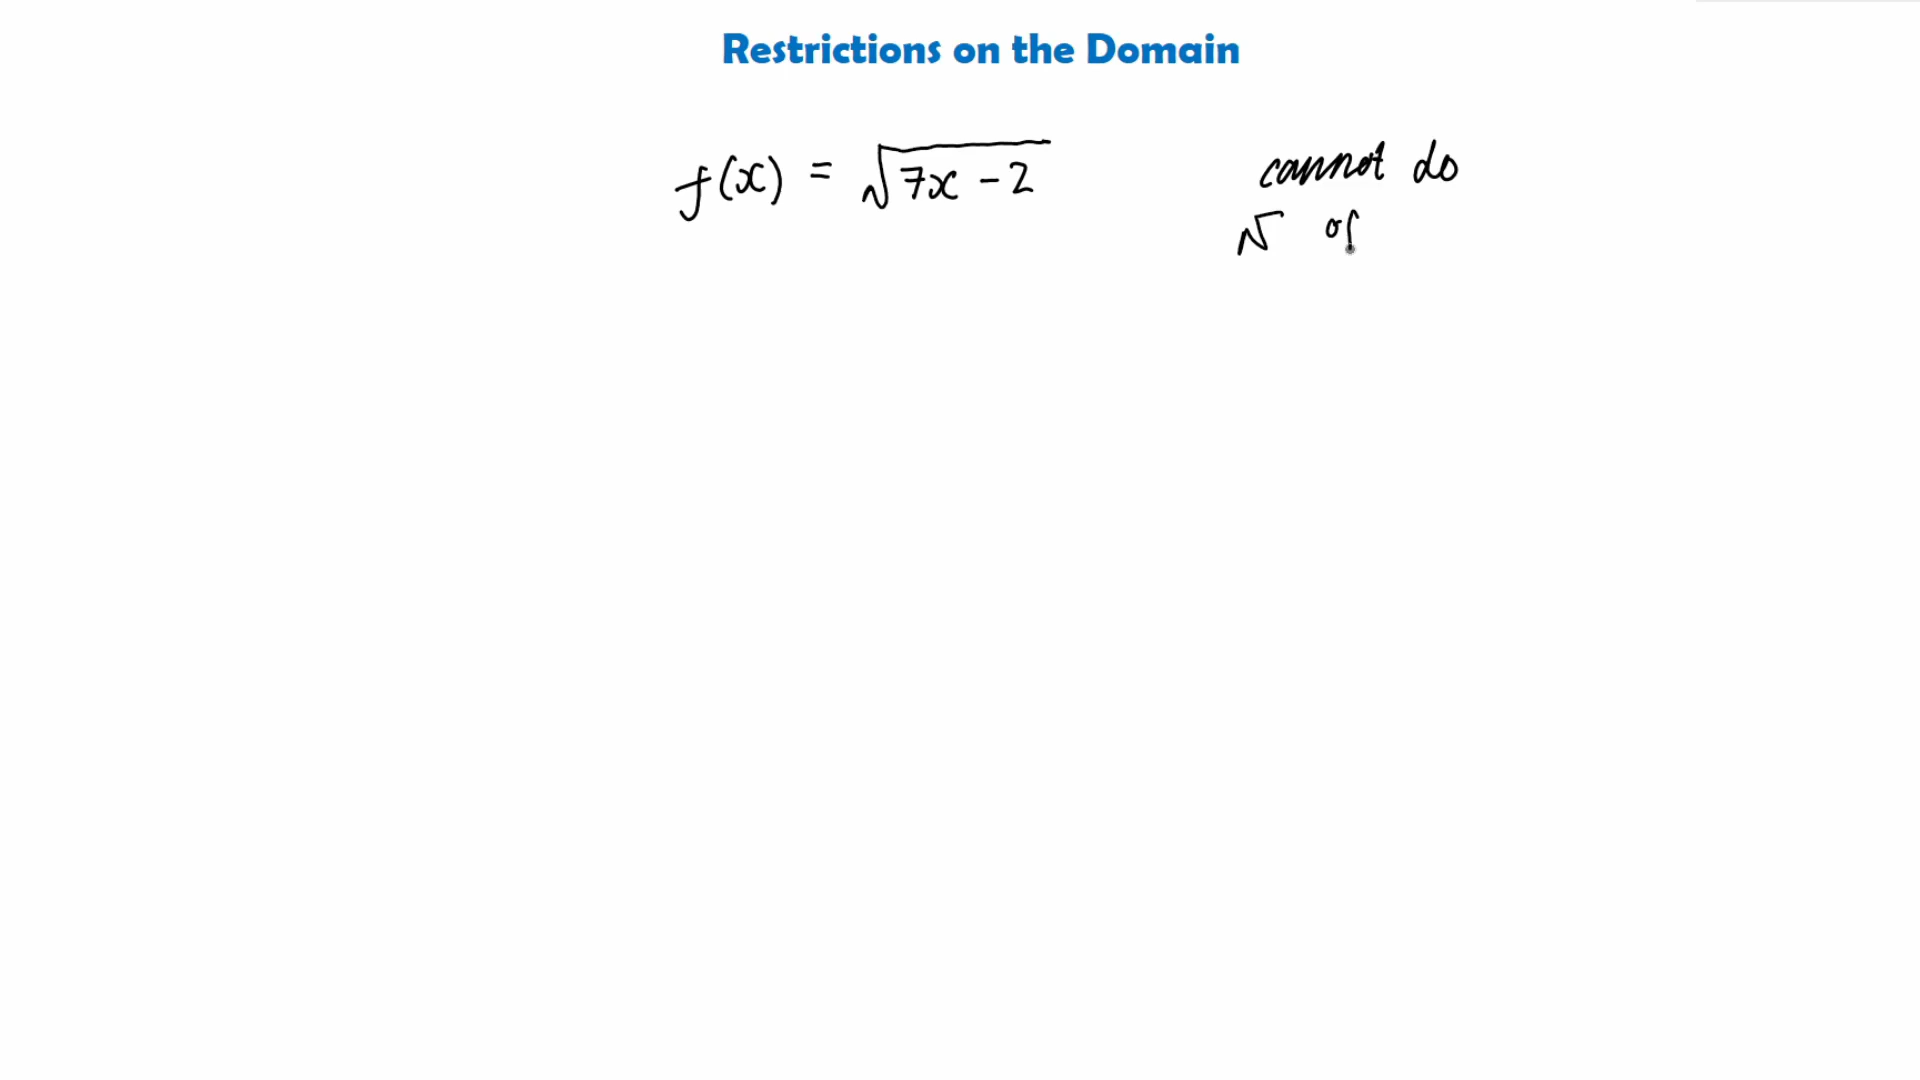 Restrictions on the Domain
f(x) = √7x - 2
cannot do
√ of